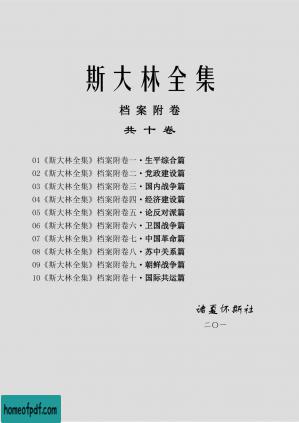 斯大林全集
档案附卷
共十卷
01《斯大林全集》档案附卷一·生平综合篇
02《斯大林全集》档案附卷二·党政建设篇
03《斯大林全集》档案附卷三·国内战争篇
04《斯大林全集》档案附卷四·经济建设篇
05《斯大林全集》档案附卷五·论反对派篇
06《斯大林全集》档案附卷六·卫国战争篇
07《斯大林全集》档案附卷七·中国革命篇
08《斯大林全集》档案附卷八·苏中关系篇
09《斯大林全集》档案附卷九·朝鲜战争篇
10《斯大林全集》档案附卷十·国际共运篇
诸夏怀斯社
二〇一
homeofpdf.com